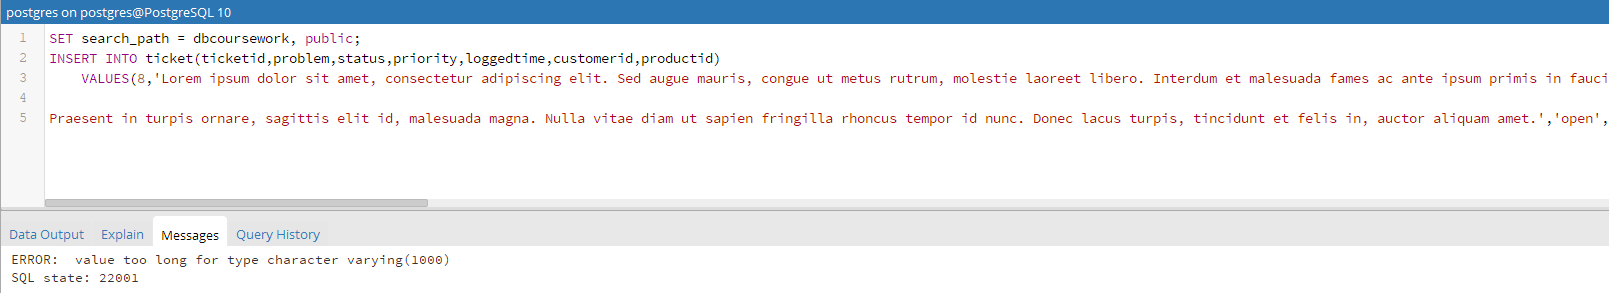 postgres on postgres@PostgreSQL 10
1 SET search_path = dbcoursework, public;
2 INSERT INTO ticket(ticketid,problem,status,priority,loggedtime,customerid,productid)
3 VALUES(8,'Lorem ipsum dolor sit amet, consectetur adipiscing elit. Sed augue mauris, congue ut metus rutrum, molestie laoreet libero. Interdum et malesuada fames ac ante ipsum primis in fauci
4
5 Praesent in turpis ornare, sagittis elit id, malesuada magna. Nulla vitae diam ut sapien fringilla rhoncus tempor id nunc. Donec lacus turpis, tincidunt et felis in, auctor aliquam amet.','open',
Data Output Explain Messages Query History
ERROR: value too long for type character varying(1000)
SQL state: 22001